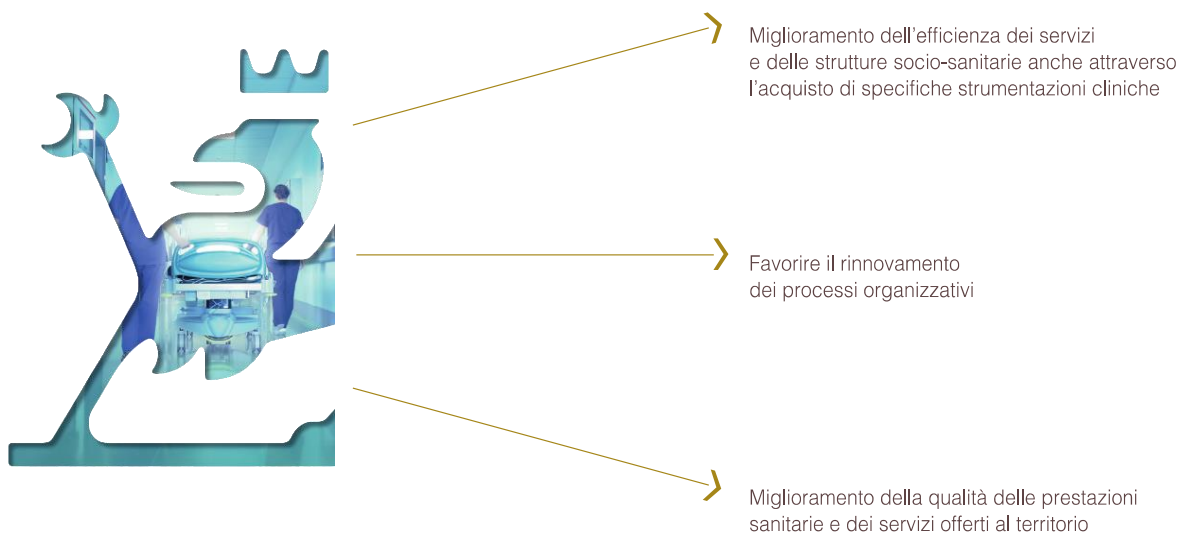 Miglioramento dell'efficienza dei servizi
e delle strutture socio-sanitarie anche attraverso
l'acquisto di specifiche strumentazioni cliniche
Favorire il rinnovamento
dei processi organizzativi
Miglioramento della qualità delle prestazioni
sanitarie e dei servizi offerti al territorio